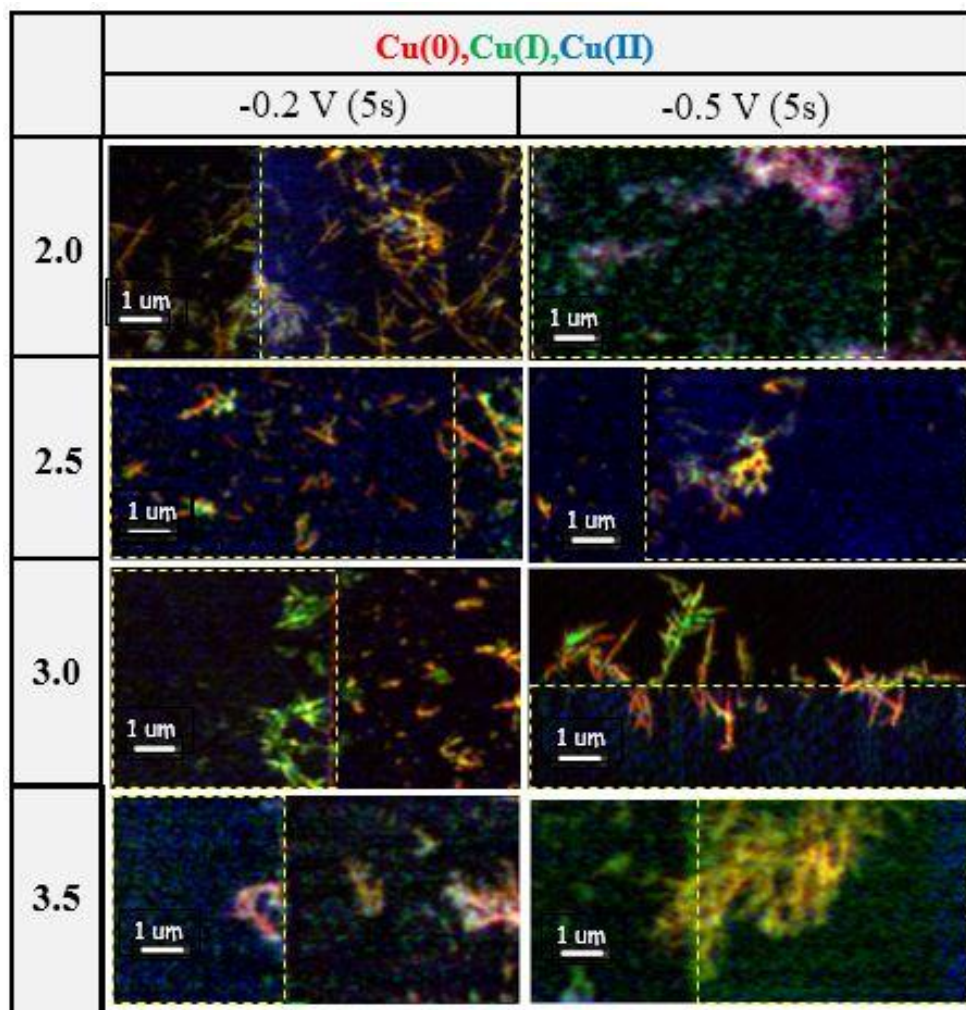 Cu(0),Cu(I),Cu(II)
-0.2 V (5s)
-0.5 V (5s)
2.0
1 um
1 um
2.5
1 um
1 um
3.0
1 um
1 um
3.5
1 um
1 um